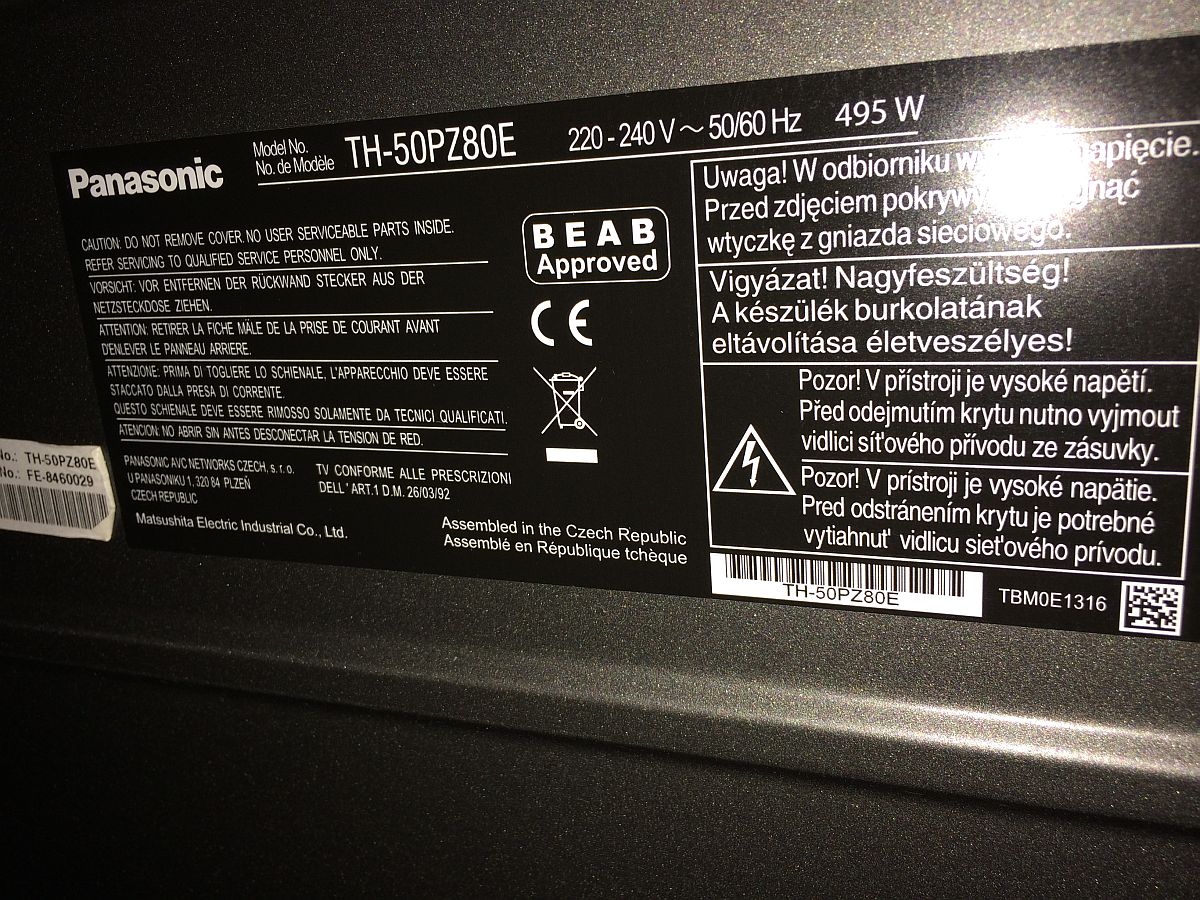 Panasonic
Model No.
No. de Modèle
TH-50PZ80E
220 - 240 V ~ 50/60 Hz
495 W
CAUTION: DO NOT REMOVE COVER. NO USER SERVICEABLE PARTS INSIDE.
REFER SERVICING TO QUALIFIED SERVICE PERSONNEL ONLY.
VORSICHT: VOR ENTFERNEN DER RÜCKWAND STECKER AUS DER
NETZSTECKDOSE ZIEHEN.
ATTENTION: RETIRER LA FICHE MÂLE DE LA PRISE DE COURANT AVANT
D'ENLEVER LE PANNEAU ARRIERE.
ATTENZIONE: PRIMA DI TOGLIERE LO SCHIENALE, L'APPARECCHIO DEVE ESSERE
STACCATO DALLA PRESA DI CORRENTE.
QUESTO SCHIENALE DEVE ESSERE RIMOSSO SOLAMENTE DA TECNICI QUALIFICATI.
ATENCION: NO ABRIR SIN ANTES DESCONECTAR LA TENSION DE RED.
PANASONIC AVC NETWORKS CZECH, s. r. o.
U PANASONIKU 1, 320 84 PLZEŇ
CZECH REPUBLIC
TV CONFORME ALLE PRESCRIZIONI
DELL' ART.1 D.M. 26/03/92
Matsushita Electric Industrial Co., Ltd.
Assembled in the Czech Republic
Assemblé en République tchèque
BEAB
Approved
CE
Uwaga! W odbiorniku
Przed zdjęciem pokrywy
wtyczkę z gniazda sieciowego.
Vigyázat! Nagyfeszültség!
A készülék burkolatának
eltávolítása életveszélyes!
Pozor! V přístroji je vysoké napětí.
Před odejmutím krytu nutno vyjmout
vidlici síťového přívodu ze zásuvky.
Pozor! V prístroji je vysoké napätie.
Pred odstránením krytu je potrebné
vytiahnuť vidlicu sieťového prívodu.
TH-50PZ80E
TBM0E1316
No.: TH-50PZ80E
No.: FE-8460029